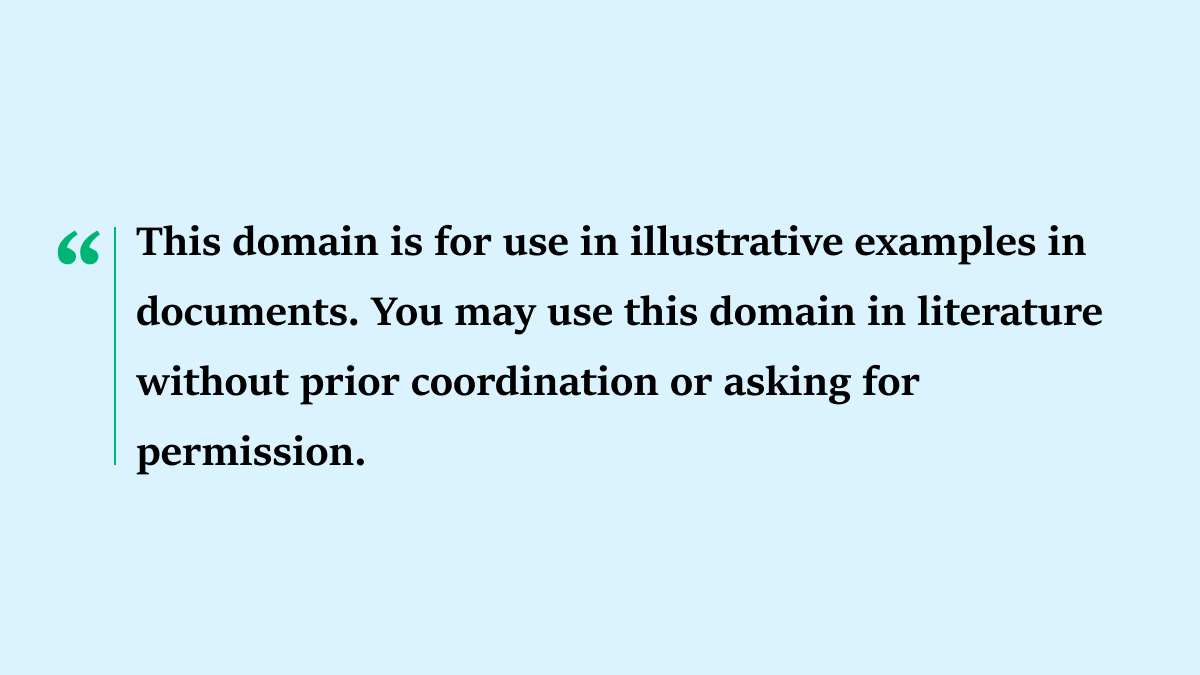 “
This domain is for use in illustrative examples in
documents. You may use this domain in literature
without prior coordination or asking for
permission.